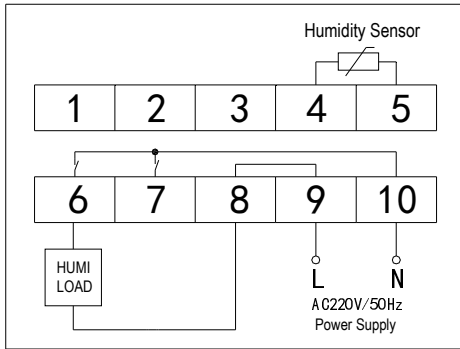 Humidity Sensor
1 2 3 4 5
6 7 8 9 10
HUMI
LOAD
L N
AC220V/50Hz
Power Supply